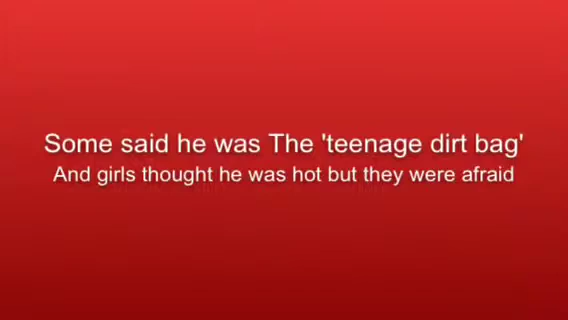 Some said he was The 'teenage dirt bag'
And girls thought he was hot but they were afraid